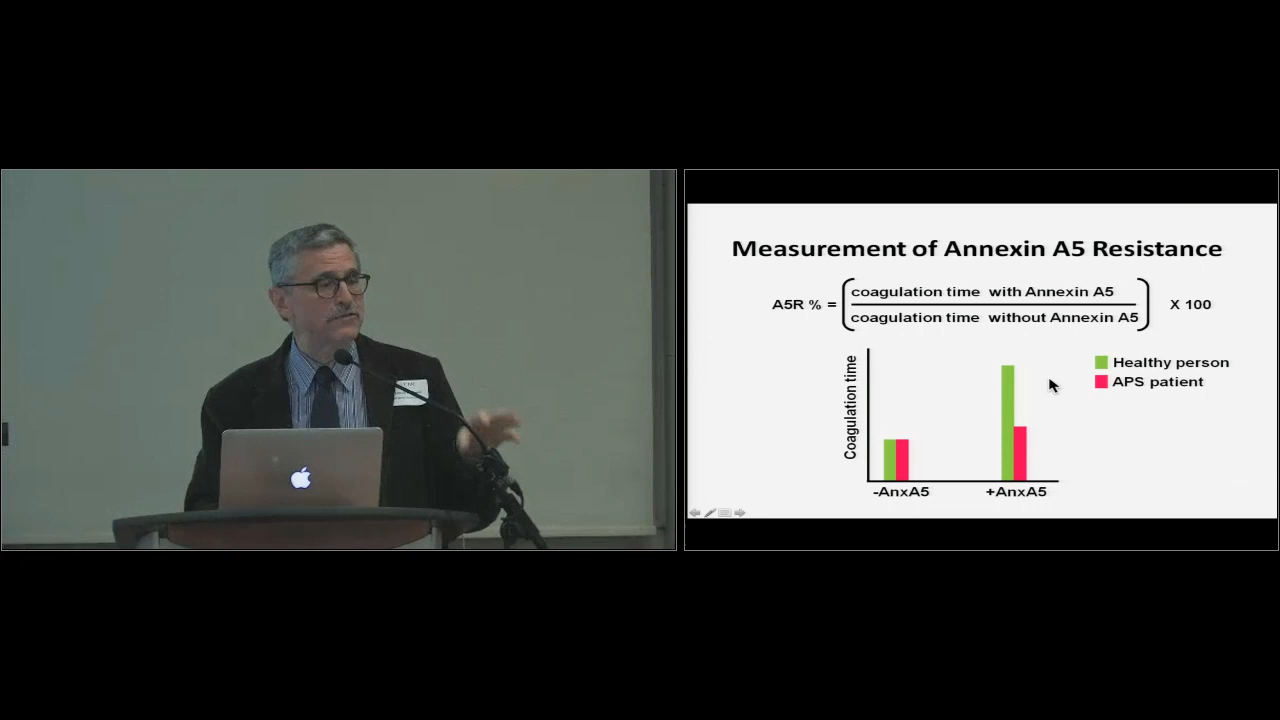 Measurement of Annexin A5 Resistance
A5R % =
coagulation time with Annexin A5
coagulation time without Annexin A5
X 100
Coagulation time
Healthy person
APS patient
-AnxA5
+AnxA5